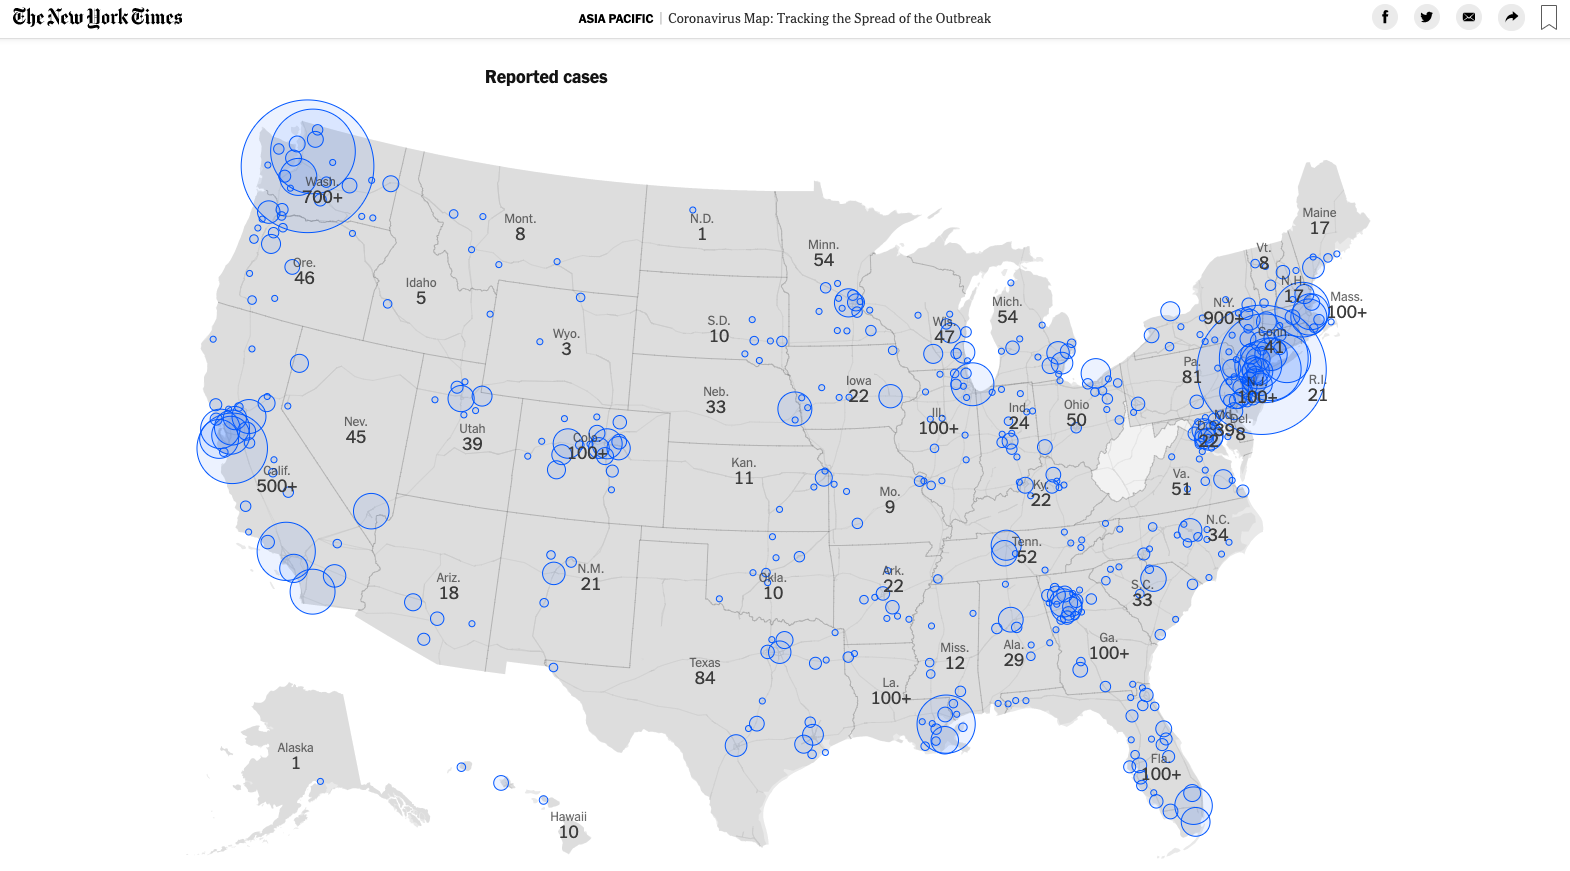 The New York Times
ASIA PACIFIC | Coronavirus Map: Tracking the Spread of the Outbreak
Reported cases
Wash.
700+
Mont.
8
N.D.
1
Minn.
54
Maine
17
Vt.
8
Ore.
46
Idaho
5
N.H.
17
Mass.
100+
Mich.
54
N.Y.
900+
Wis.
47
S.D.
10
Wyo.
3
Conn.
41
Pa.
81
R.I.
21
N.J.
100+
Iowa
22
Neb.
33
Ill.
100+
Ind.
24
Ohio
50
Md.
39
Del.
8
D.C.
22
Nev.
45
Utah
39
Colo.
100+
Calif.
500+
Kan.
11
Mo.
9
Ky.
22
Va.
51
N.C.
34
Tenn.
52
Ariz.
18
N.M.
21
Okla.
10
Ark.
22
S.C.
33
Miss.
12
Ala.
29
Ga.
100+
Texas
84
La.
100+
Alaska
1
Fla.
100+
Hawaii
10